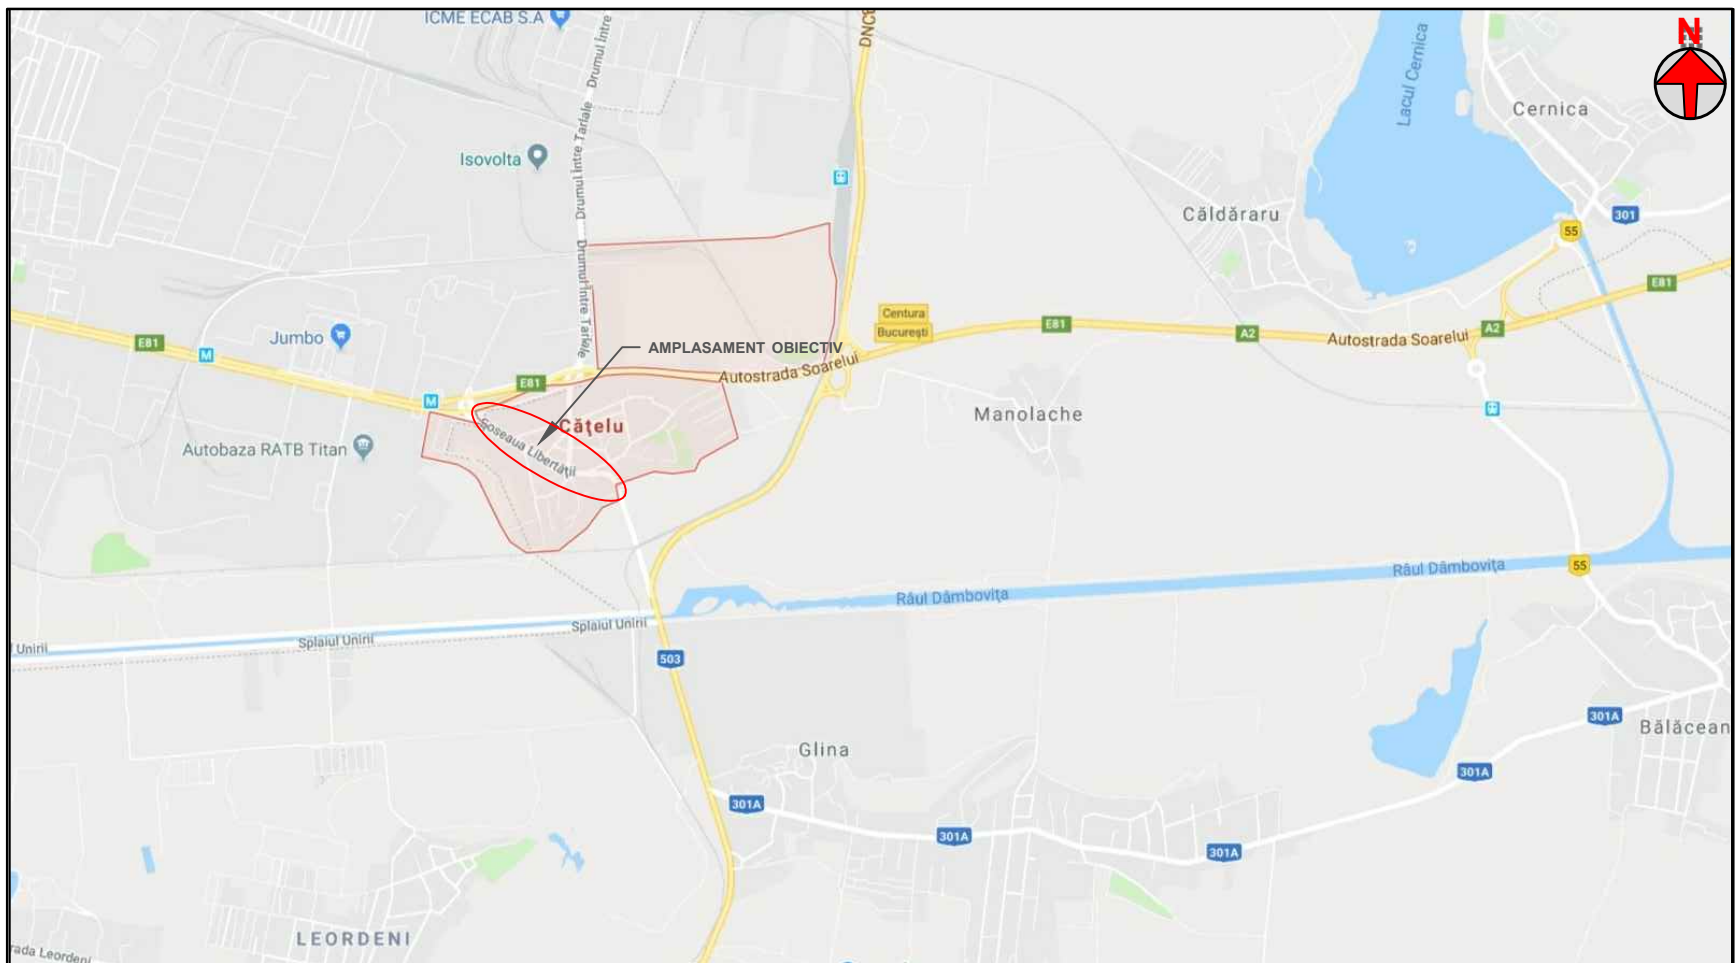 ICME ECAB S.A
Drumul Între
DNCB
N
Lacul Cernica
Cernica
Isovolta
Drumul Între Tarlale
Căldăraru
301
55
Drumul Între Tarlale
E81
Centura
București
E81
A2
A2
Autostrada Soarelui
E81
Jumbo
M
AMPLASAMENT OBIECTIV
Autostrada Soarelui
E81
M
Manolache
Cățelu
Șoseaua Libertății
Autobaza RATB Titan
Râul Dâmbovița
55
Râul Dâmbovița
Splaiul Unirii
Splaiul Unirii
l Unirii
503
301A
Bălăcean
Glina
301A
301A
301A
301A
LEORDENI
rada Leordeni